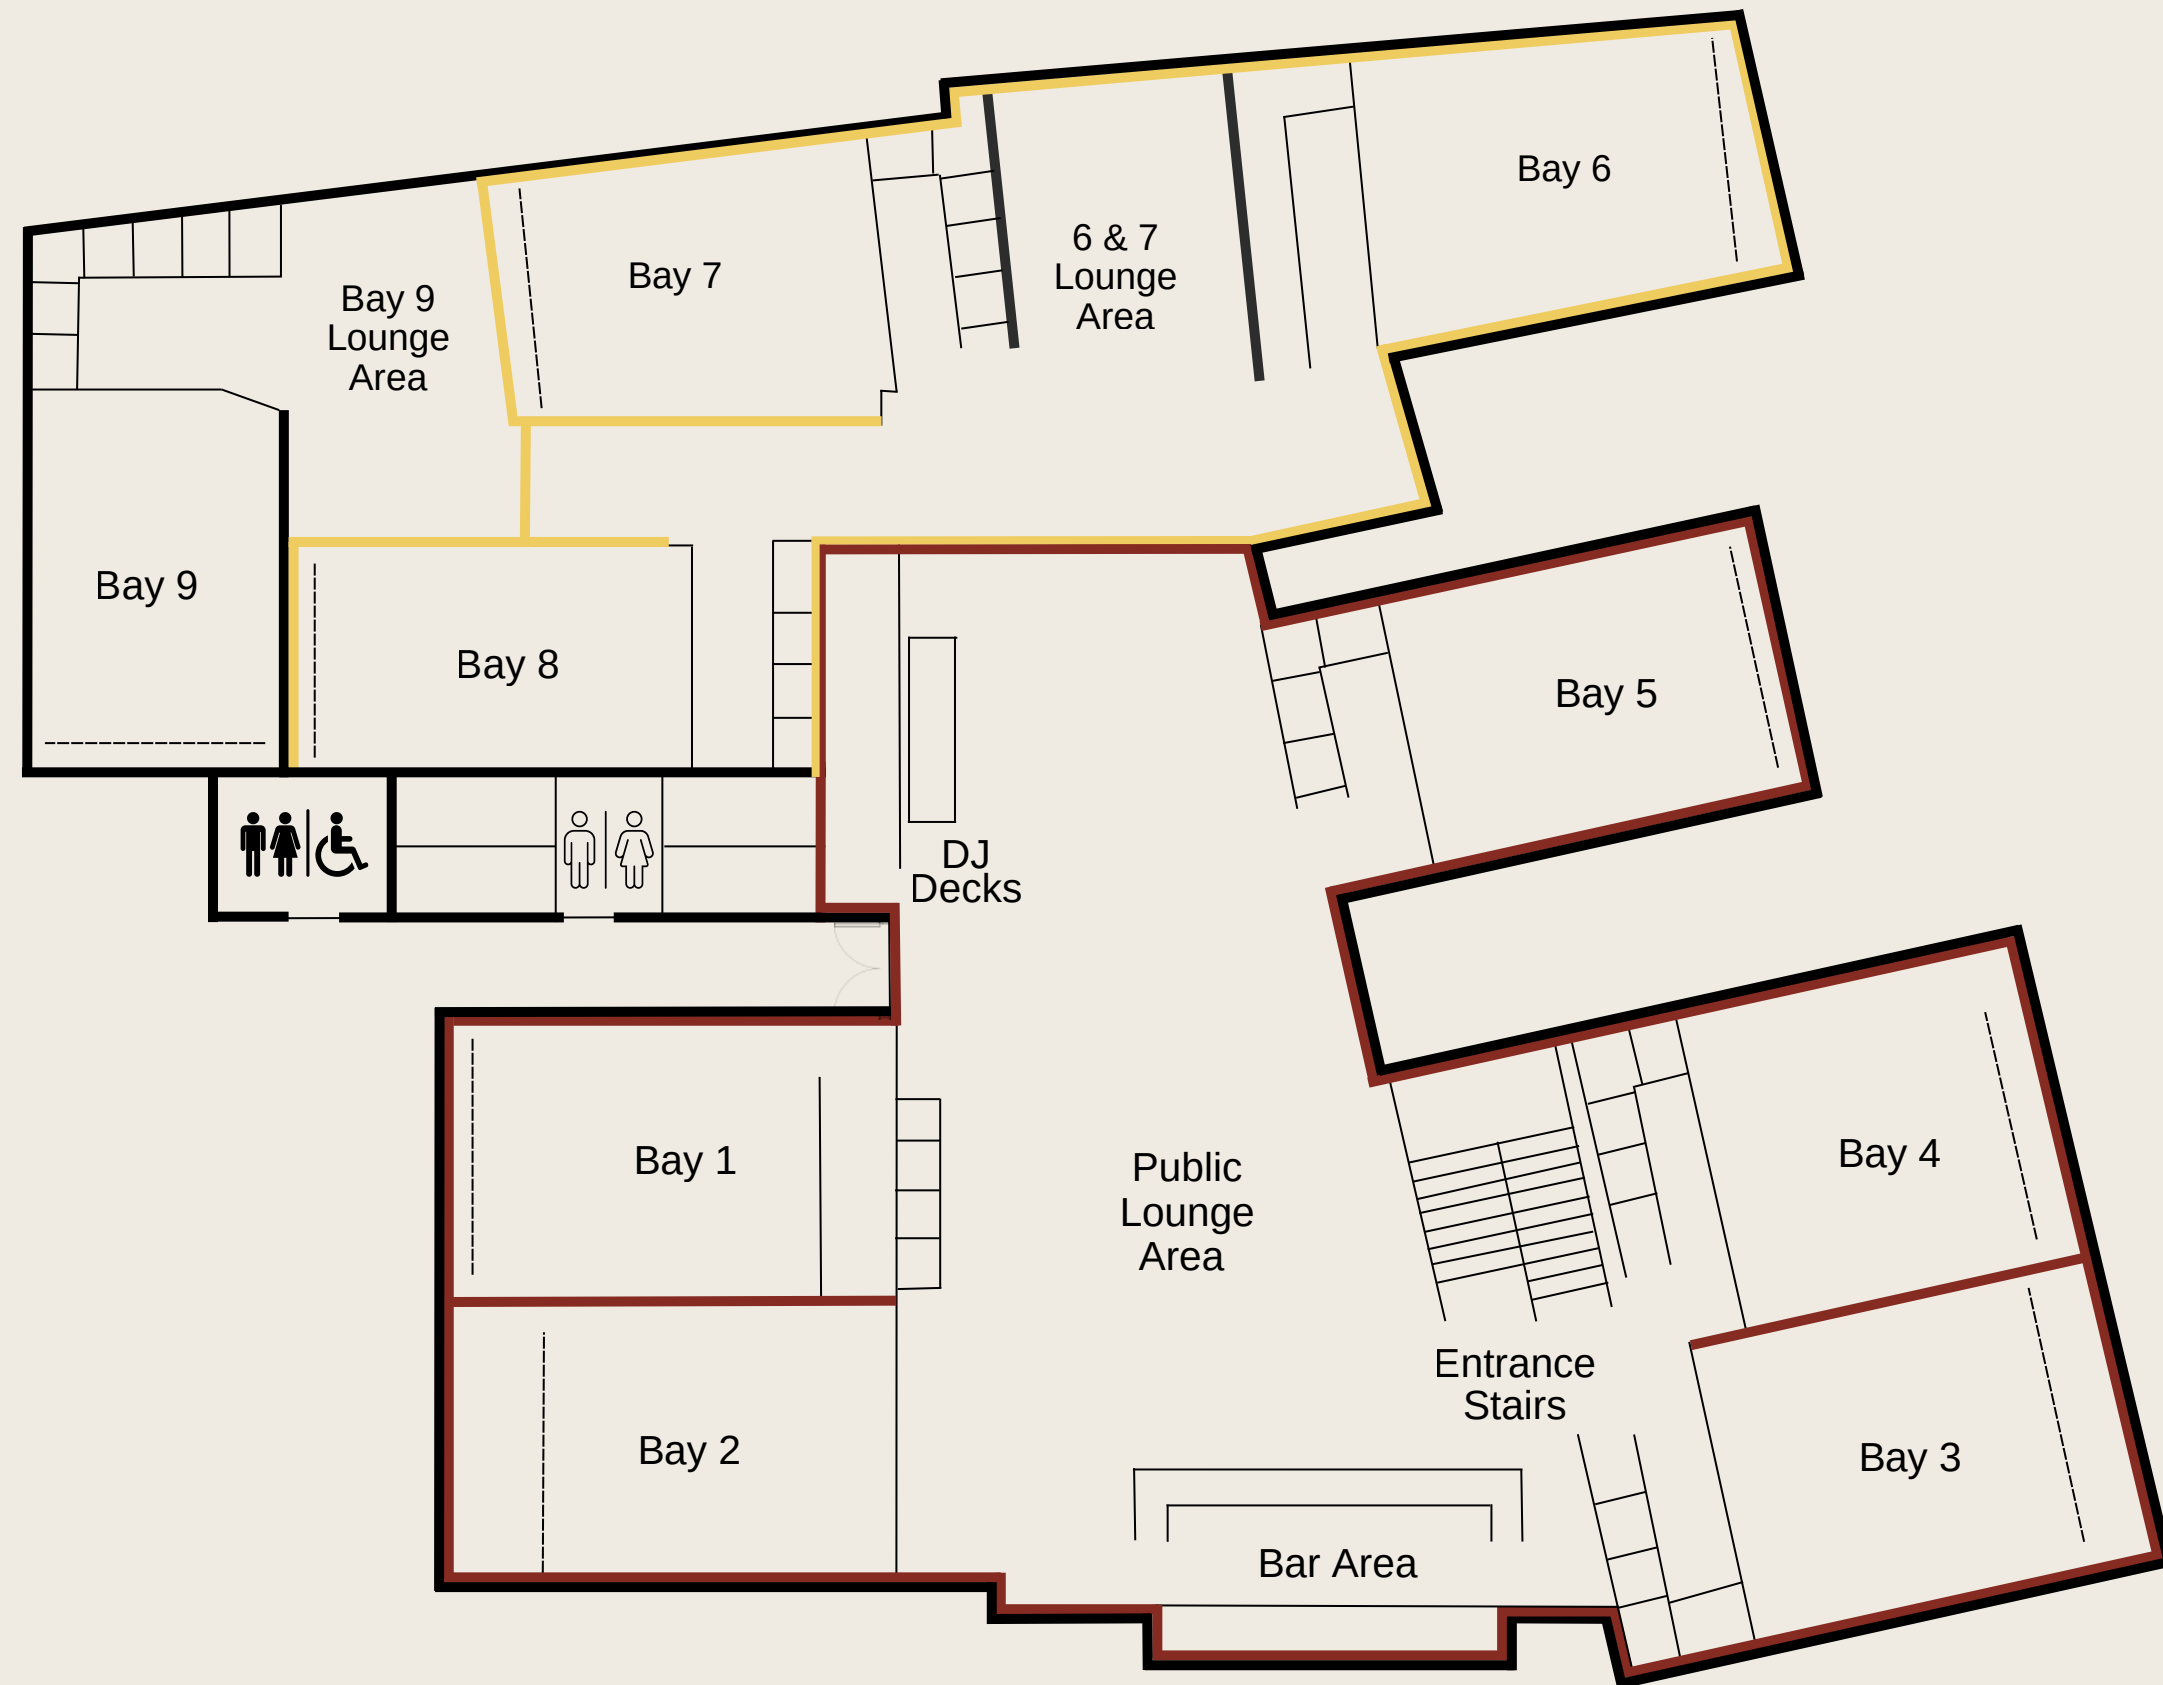 Bay 6
6 & 7
Lounge
Area
Bay 7
Bay 9
Lounge
Area
Bay 9
Bay 8
Bay 5
DJ
Decks
Bay 1
Public
Lounge
Area
Bay 4
Entrance
Stairs
Bay 2
Bay 3
Bar Area